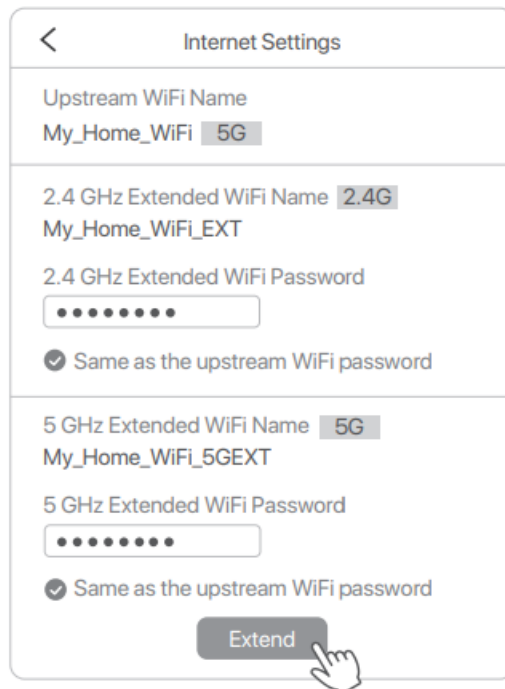 Internet Settings
Upstream WiFi Name
My_Home_WiFi 5G
2.4 GHz Extended WiFi Name 2.4G
My_Home_WiFi_EXT
2.4 GHz Extended WiFi Password
●●●●●●●●
Same as the upstream WiFi password
5 GHz Extended WiFi Name 5G
My_Home_WiFi_5GEXT
5 GHz Extended WiFi Password
●●●●●●●●
Same as the upstream WiFi password
Extend